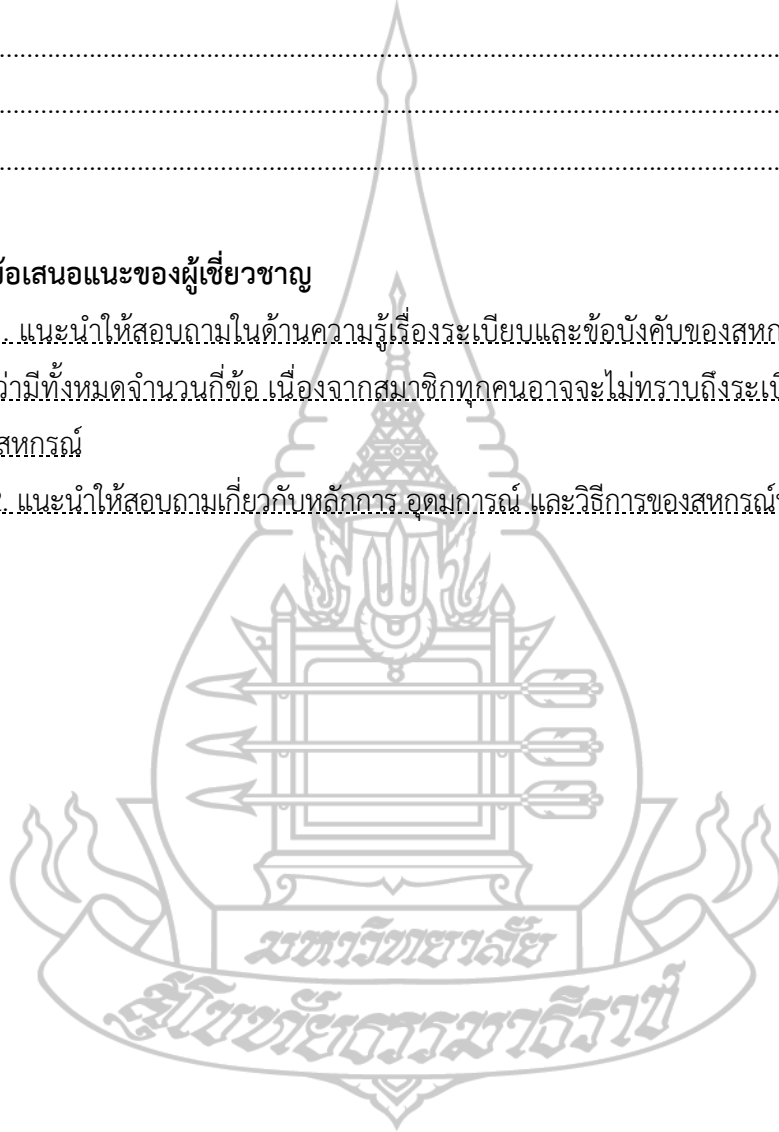 ........................................................................................................
........................................................................................................
........................................................................................................
ข้อเสนอแนะของผู้เชี่ยวชาญ
. แนะนำให้สอบถามในด้านความรู้เรื่องระเบียบและข้อบังคับของสหก
ว่ามีทั้งหมดจำนวนกี่ข้อ เนื่องจากสมาชิกทุกคนอาจจะไม่ทราบถึงระเบี
สหกรณ์
2. แนะนำให้สอบถามเกี่ยวกับหลักการ อุดมการณ์ และวิธีการของสหกรณ์
มหาวิทยาลัย
สุโขทัยธรรมาธิราช